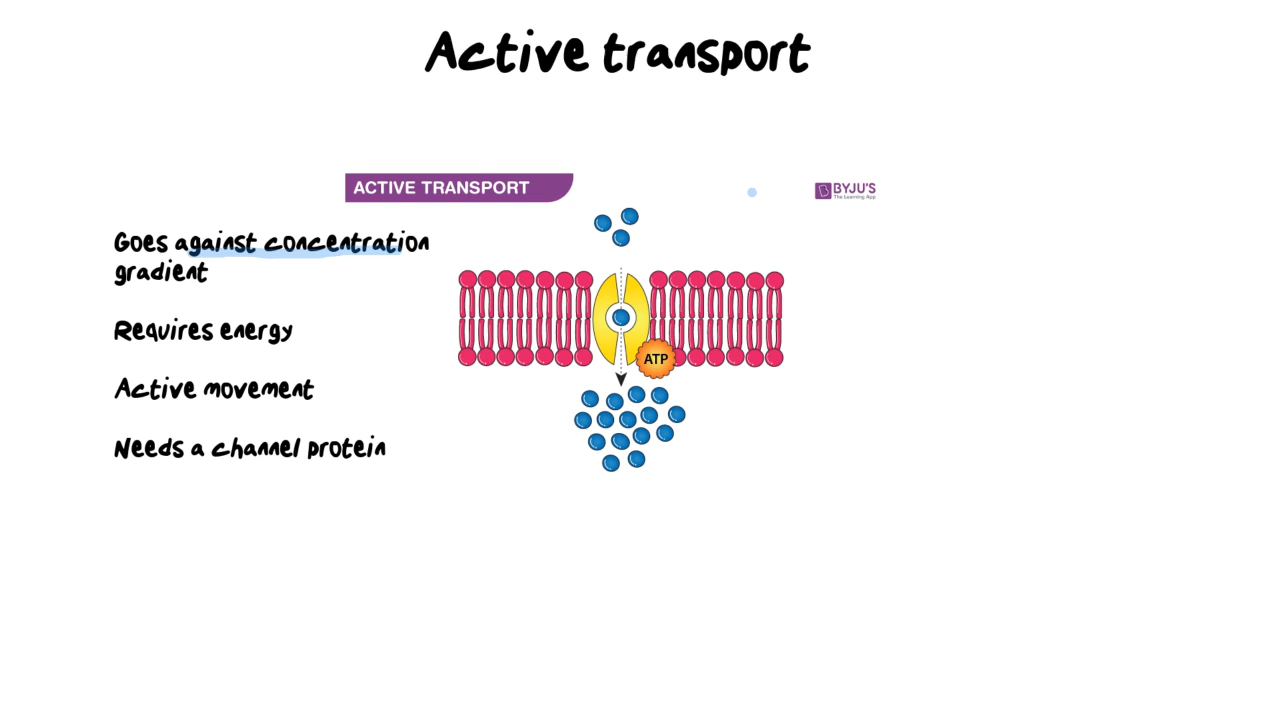 Active transport
ACTIVE TRANSPORT
BYJU'S
The Learning App
Goes against concentration
gradient
Requires energy
Active movement
Needs a channel protein
ATP